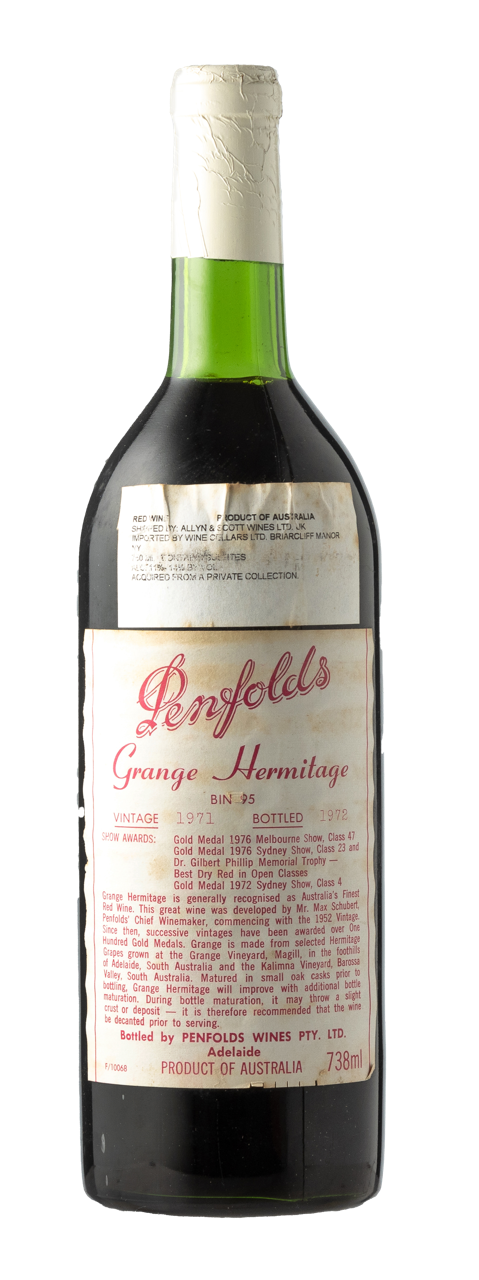 RED WINE PRODUCT OF AUSTRALIA
SHIPPED BY: ALLYN & SCOTT WINES LTD. UK
IMPORTED BY WINE CELLARS LTD. BRIARCLIFF MANOR
NY
ACQUIRED FROM A PRIVATE COLLECTION.
Penfolds
Grange Hermitage
BIN 95
VINTAGE 1971 BOTTLED 1972
SHOW AWARDS: Gold Medal 1976 Melbourne Show, Class 47
Gold Medal 1976 Sydney Show, Class 23 and
Dr. Gilbert Phillip Memorial Trophy —
Best Dry Red in Open Classes
Gold Medal 1972 Sydney Show, Class 4
Grange Hermitage is generally recognised as Australia's Finest
Red Wine. This great wine was developed by Mr. Max Schubert,
Penfolds' Chief Winemaker, commencing with the 1952 Vintage.
Since then, successive vintages have been awarded over One
Hundred Gold Medals. Grange is made from selected Hermitage
Grapes grown at the Grange Vineyard, Magill, in the foothills
of Adelaide, South Australia and the Kalimna Vineyard, Barossa
Valley, South Australia. Matured in small oak casks prior to
bottling, Grange Hermitage will improve with additional bottle
maturation. During bottle maturation, it may throw a slight
crust or deposit — it is therefore recommended that the wine
be decanted prior to serving.
Bottled by PENFOLDS WINES PTY. LTD.
Adelaide
P/10068 PRODUCT OF AUSTRALIA 738ml